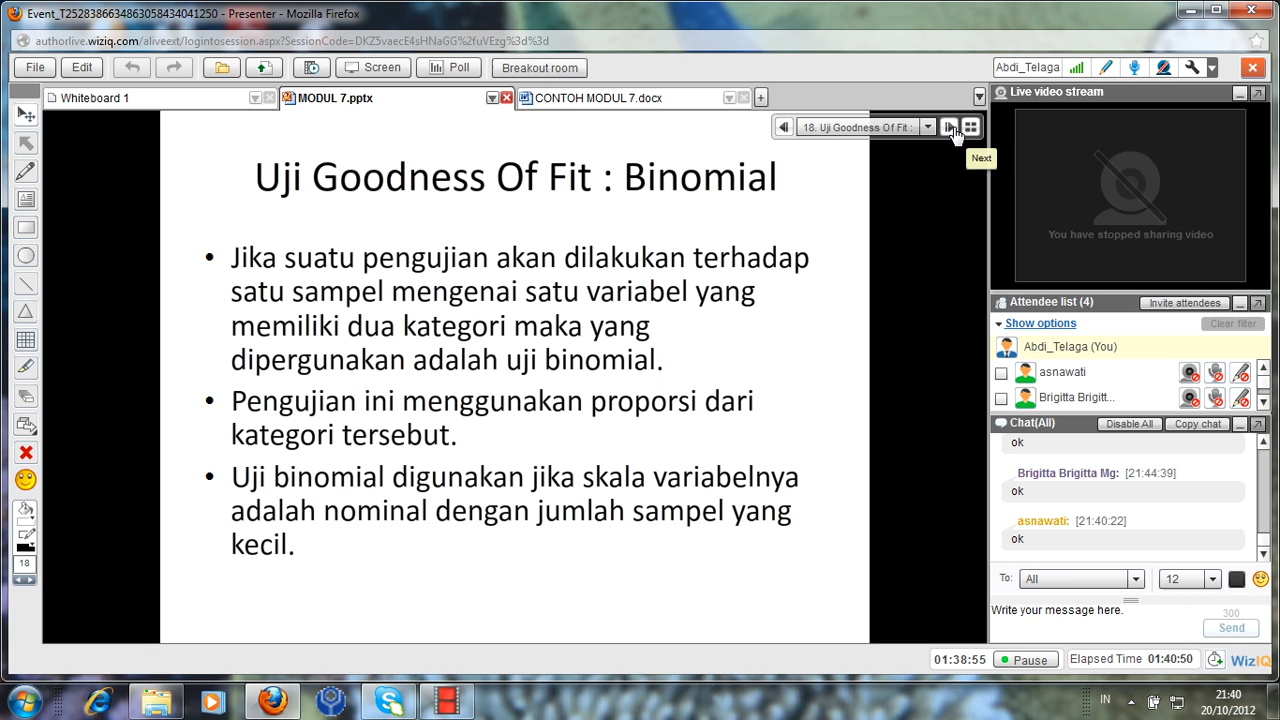 Event_T25283866348630584340​41250 - Presenter - Mozilla Firefox
authorlive.wiziq.com/aliveext/logintosession.aspx?SessionCode=DKZ5vaecE4sHNaGG%2fuVEzg%3d%3d
File Edit Screen Poll Breakout room Abdi_Telaga
Whiteboard 1 MODUL 7.pptx CONTOH MODUL 7.docx
18. Uji Goodness Of Fit :
Next
Uji Goodness Of Fit : Binomial
• Jika suatu pengujian akan dilakukan terhadap
satu sampel mengenai satu variabel yang
memiliki dua kategori maka yang
dipergunakan adalah uji binomial.
• Pengujian ini menggunakan proporsi dari
kategori tersebut.
• Uji binomial digunakan jika skala variabelnya
adalah nominal dengan jumlah sampel yang
kecil.
18
Live video stream
You have stopped sharing video
Attendee list (4) Invite attendees
Show options Clear filter
Abdi_Telaga (You)
asnawati
Brigitta Brigitt...
Chat(All) Disable All Copy chat
ok
Brigitta Brigitta Mg: [21:44:39]
ok
asnawati: [21:40:22]
ok
To: All 12
Write your message here.
300
Send
01:38:55 Pause Elapsed Time 01:40:50 WizIQ
IN
21:40
20/10/2012